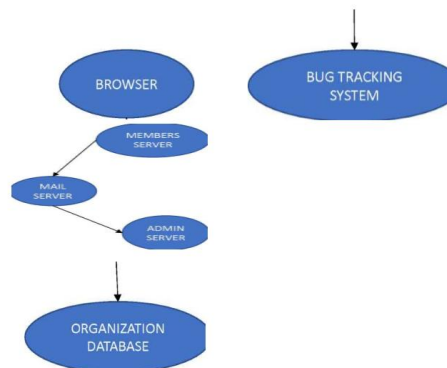 BROWSER
BUG TRACKING
SYSTEM
MEMBERS
SERVER
MAIL
SERVER
ADMIN
SERVER
ORGANIZATION
DATABASE